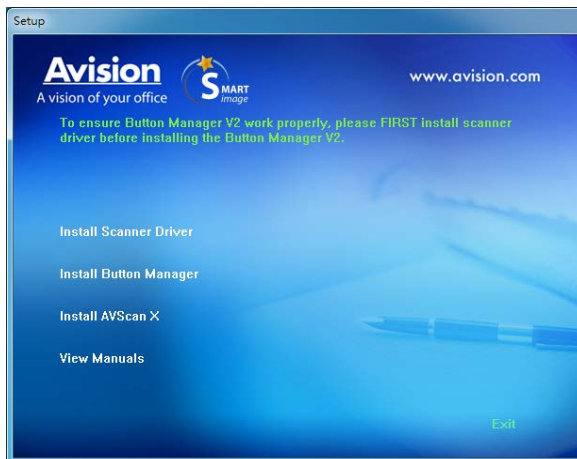 Setup
Avision
A vision of your office
SMART
Image
www.avision.com
To ensure Button Manager V2 work properly, please FIRST install scanner
driver before installing the Button Manager V2.
Install Scanner Driver
Install Button Manager
Install AVScan X
View Manuals
Exit